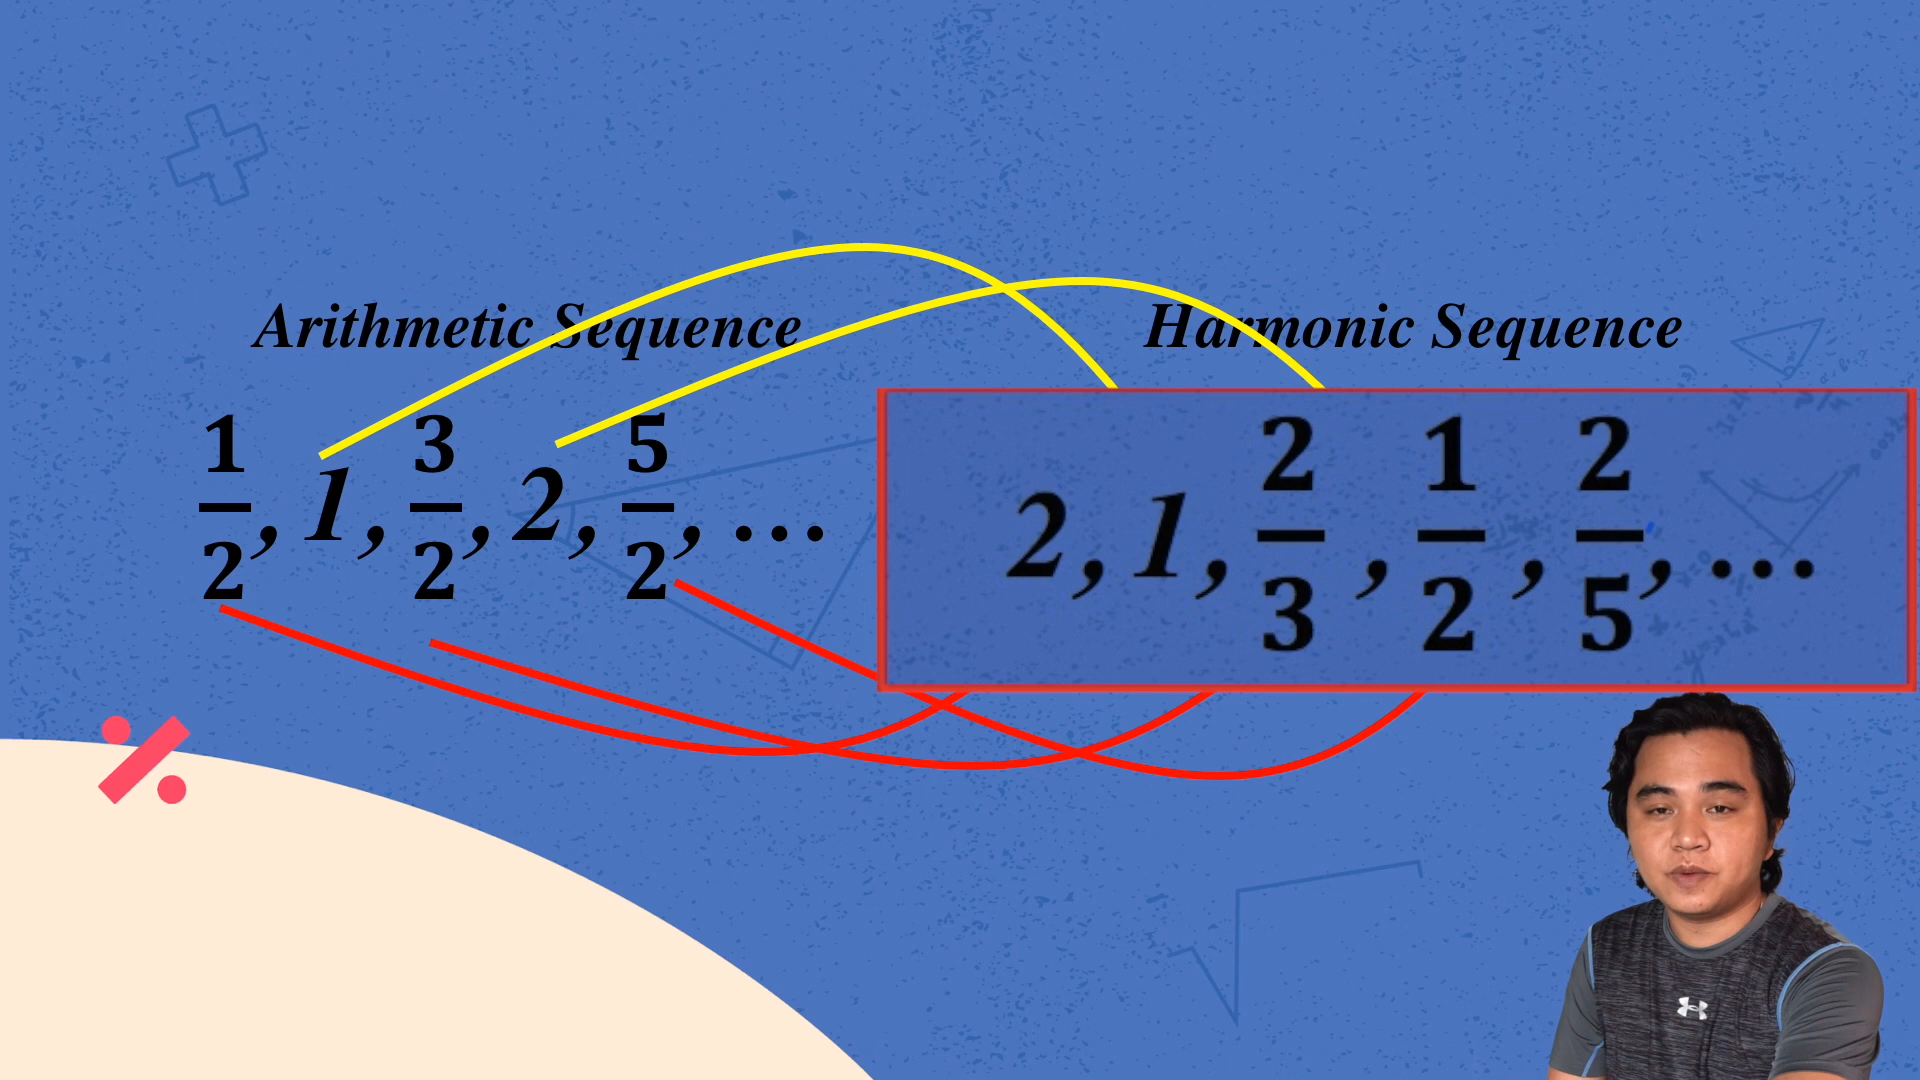 Arithmetic Sequence
Harmonic Sequence
1/2, 1, 3/2, 2, 5/2, ...
2, 1, 2/3, 1/2, 2/5, ...